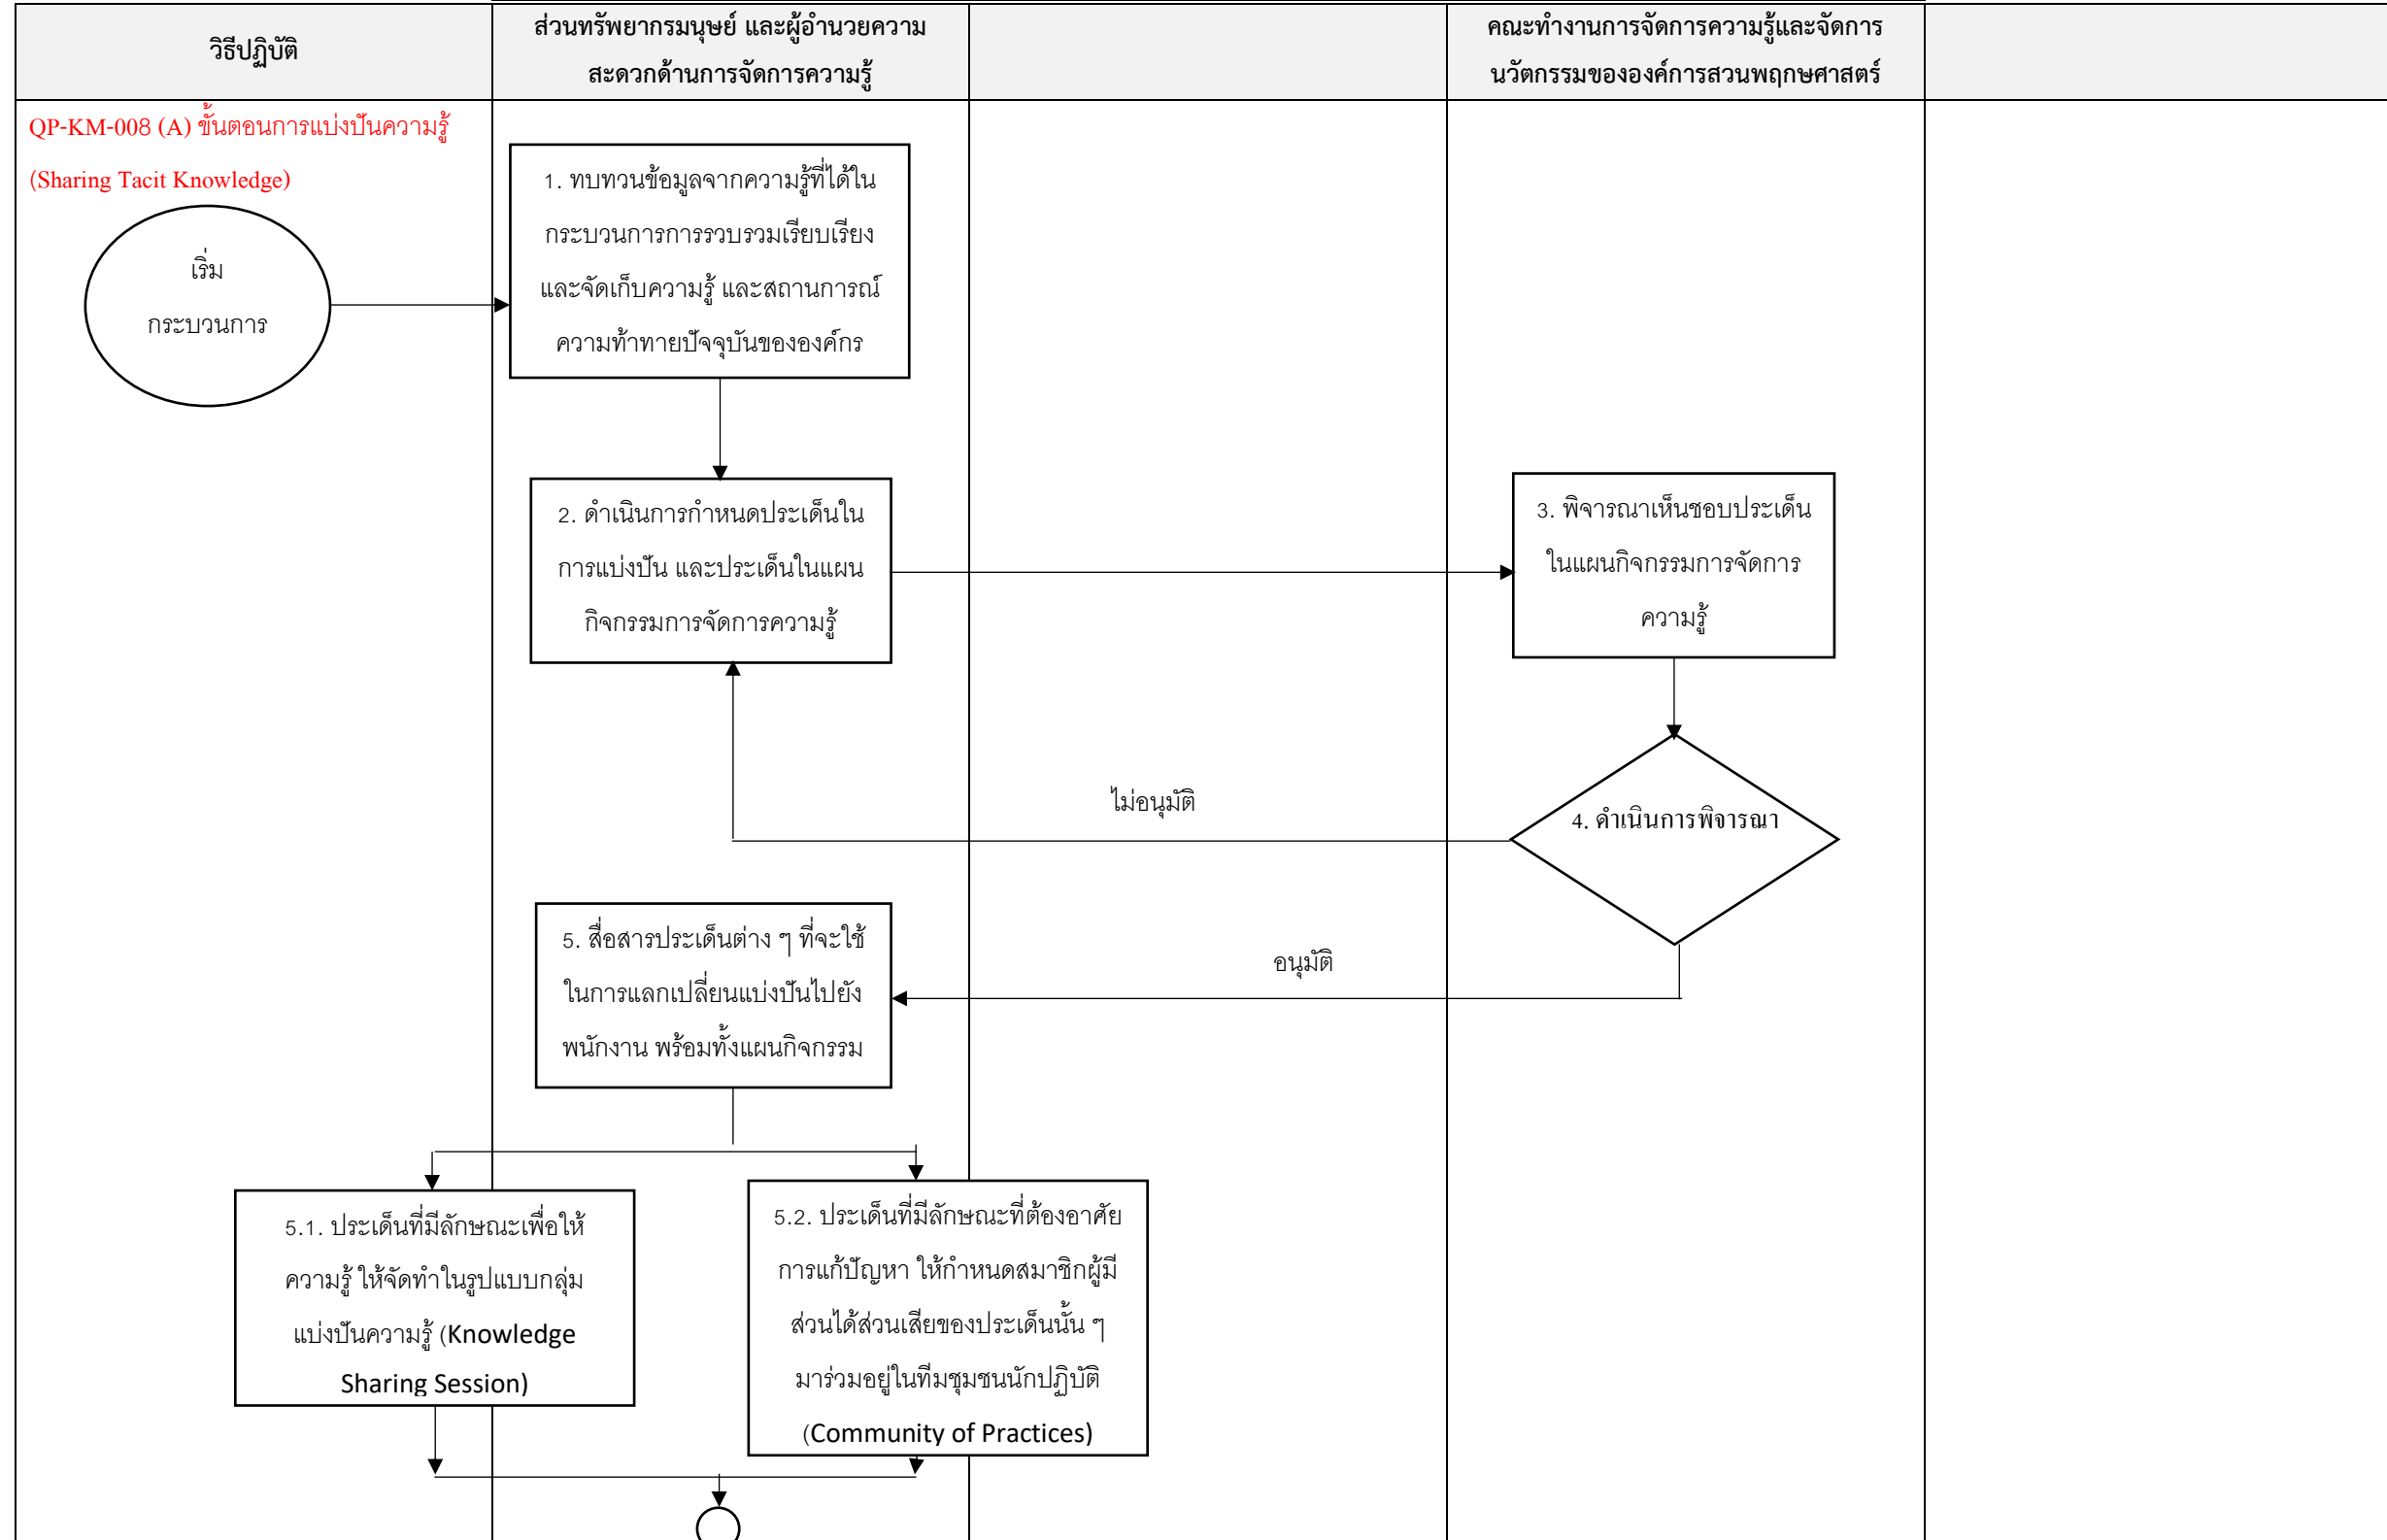 วิธีปฏิบัติ
ส่วนทรัพยากรมนุษย์ และผู้อำนวยความ
สะดวกด้านการจัดการความรู้
คณะทำงานการจัดการความรู้และจัดการ
นวัตกรรมขององค์การสวนพฤกษศาสตร์
QP-KM-008 (A) ขั้นตอนการแบ่งปันความรู้
(Sharing Tacit Knowledge)
เริ่ม
กระบวนการ
1. ทบทวนข้อมูลจากความรู้ที่ได้ใน
กระบวนการการรวบรวมเรียบเรียง
และจัดเก็บความรู้ และสถานการณ์
ความท้าทายปัจจุบันขององค์กร
2. ดำเนินการกำหนดประเด็นใน
การแบ่งปัน และประเด็นในแผน
กิจกรรมการจัดการความรู้
3. พิจารณาเห็นชอบประเด็น
ในแผนกิจกรรมการจัดการ
ความรู้
ไม่อนุมัติ
4. ดำเนินการพิจารณา
อนุมัติ
5. สื่อสารประเด็นต่าง ๆ ที่จะใช้
ในการแลกเปลี่ยนแบ่งปันไปยัง
พนักงาน พร้อมทั้งแผนกิจกรรม
5.1. ประเด็นที่มีลักษณะเพื่อให้
ความรู้ ให้จัดทำในรูปแบบกลุ่ม
แบ่งปันความรู้ (Knowledge
Sharing Session)
5.2. ประเด็นที่มีลักษณะที่ต้องอาศัย
การแก้ปัญหา ให้กำหนดสมาชิกผู้มี
ส่วนได้ส่วนเสียของประเด็นนั้น ๆ
มาร่วมอยู่ในทีมชุมชนนักปฏิบัติ
(Community of Practices)